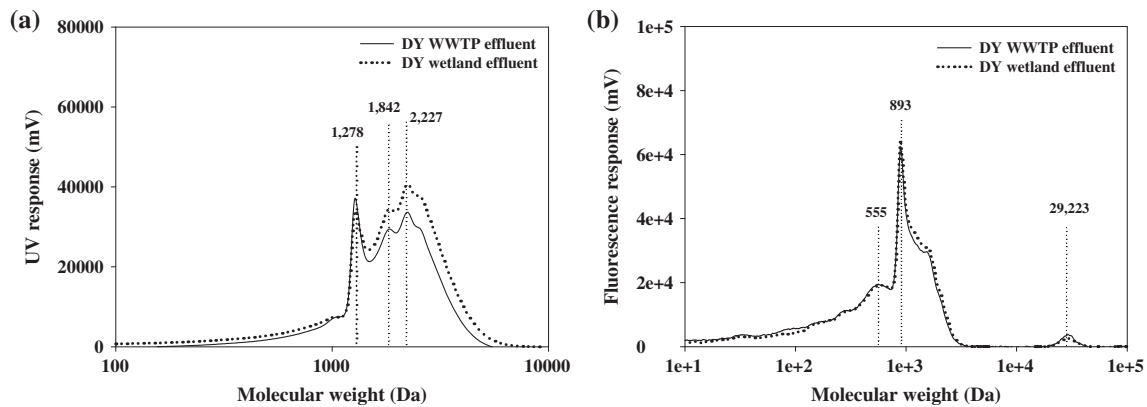 (a)
80000
60000
40000
20000
0
UV response (mV)
DY WWTP effluent
DY wetland effluent
1,278
1,842
2,227
100
1000
10000
Molecular weight (Da)
(b)
1e+5
8e+4
6e+4
4e+4
2e+4
0
Fluorescence response (mV)
DY WWTP effluent
DY wetland effluent
893
555
29,223
1e+1
1e+2
1e+3
1e+4
1e+5
Molecular weight (Da)